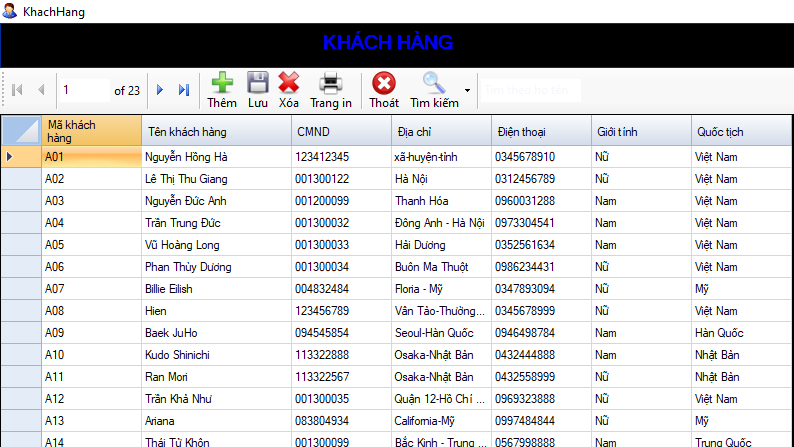 KhachHang
KHÁCH HÀNG
1 of 23 Thêm Lưu Xóa Trang in Thoát Tìm kiếm
Mã khách hàng Tên khách hàng CMND Địa chỉ Điện thoại Giới tính Quốc tịch
A01 Nguyễn Hồng Hà 123412345 xã-huyện-tỉnh 0345678910 Nữ Việt Nam
A02 Lê Thị Thu Giang 001300122 Hà Nội 0312456789 Nữ Việt Nam
A03 Nguyễn Đức Anh 001200099 Thanh Hóa 0960031288 Nam Việt Nam
A04 Trần Trung Đức 001300032 Đông Anh - Hà Nội 0973304541 Nam Việt Nam
A05 Vũ Hoàng Long 001300033 Hải Dương 0352561634 Nam Việt Nam
A06 Phan Thùy Dương 001300034 Buôn Ma Thuột 0986234431 Nữ Việt Nam
A07 Billie Eilish 004832484 Floria - Mỹ 0347893094 Nữ Mỹ
A08 Hien 123456789 Vân Tảo-Thường... 0345678999 Nữ Việt Nam
A09 Baek JuHo 094545854 Seoul-Hàn Quốc 0946498784 Nam Hàn Quốc
A10 Kudo Shinichi 113322888 Osaka-Nhật Bản 0432444888 Nam Nhật Bản
A11 Ran Mori 113322567 Osaka-Nhật Bản 0432558999 Nữ Nhật Bản
A12 Trần Khả Như 001300035 Quận 12-Hồ Chí ... 0969323888 Nữ Việt Nam
A13 Ariana 083804934 California-Mỹ 0997484844 Nữ Mỹ
A14 Thái Tử Khôn 001300099 Bắc Kinh - Trung ... 0567998888 Nam Trung Quốc